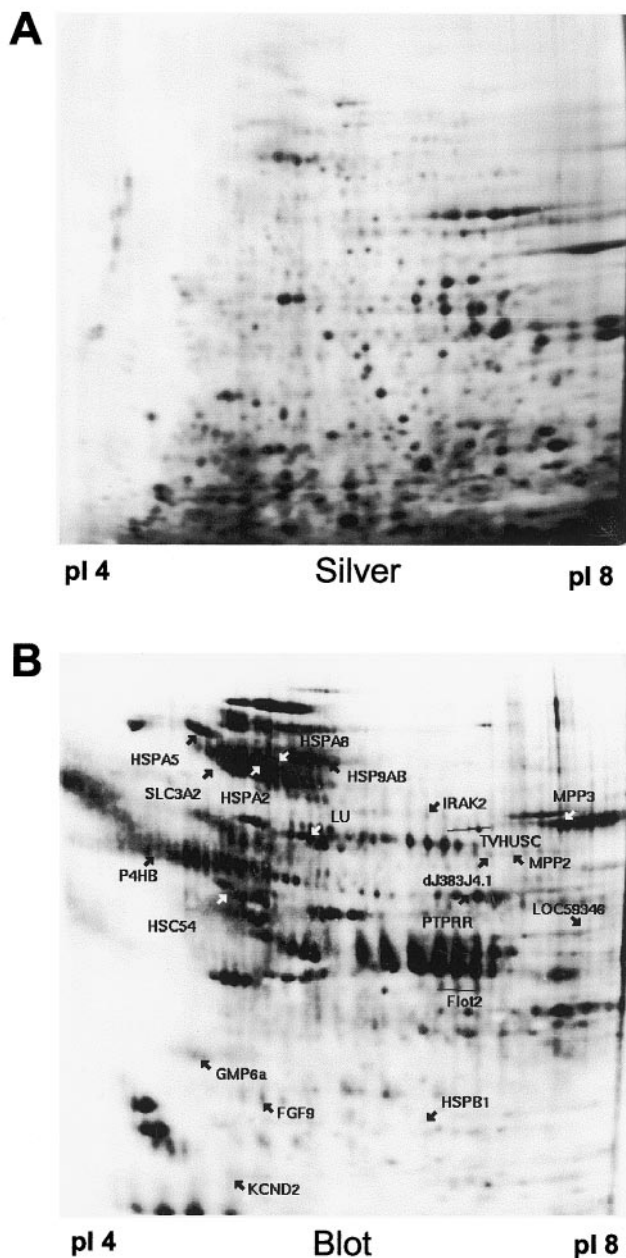 A
pI 4 Silver pI 8
B
HSPA8
HSPA5
HSP9AB
SLC3A2
HSPA2
IRAK2
MPP3
LU
TVHUSC
P4HB
MPP2
dJ383J4.1
LOC59346
HSC54
PTPRR
Flot2
GMP6a
FGF9
HSPB1
KCND2
pI 4 Blot pI 8